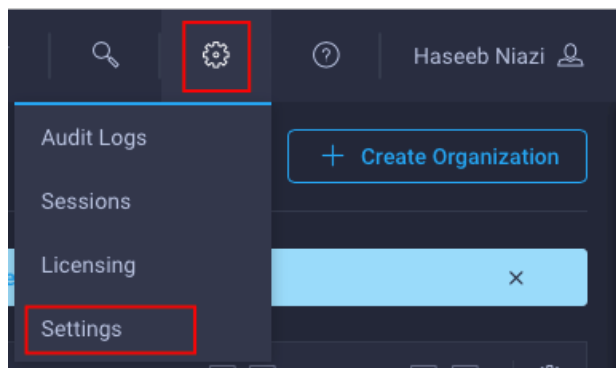 Haseeb Niazi
Audit Logs
+ Create Organization
Sessions
Licensing
Settings